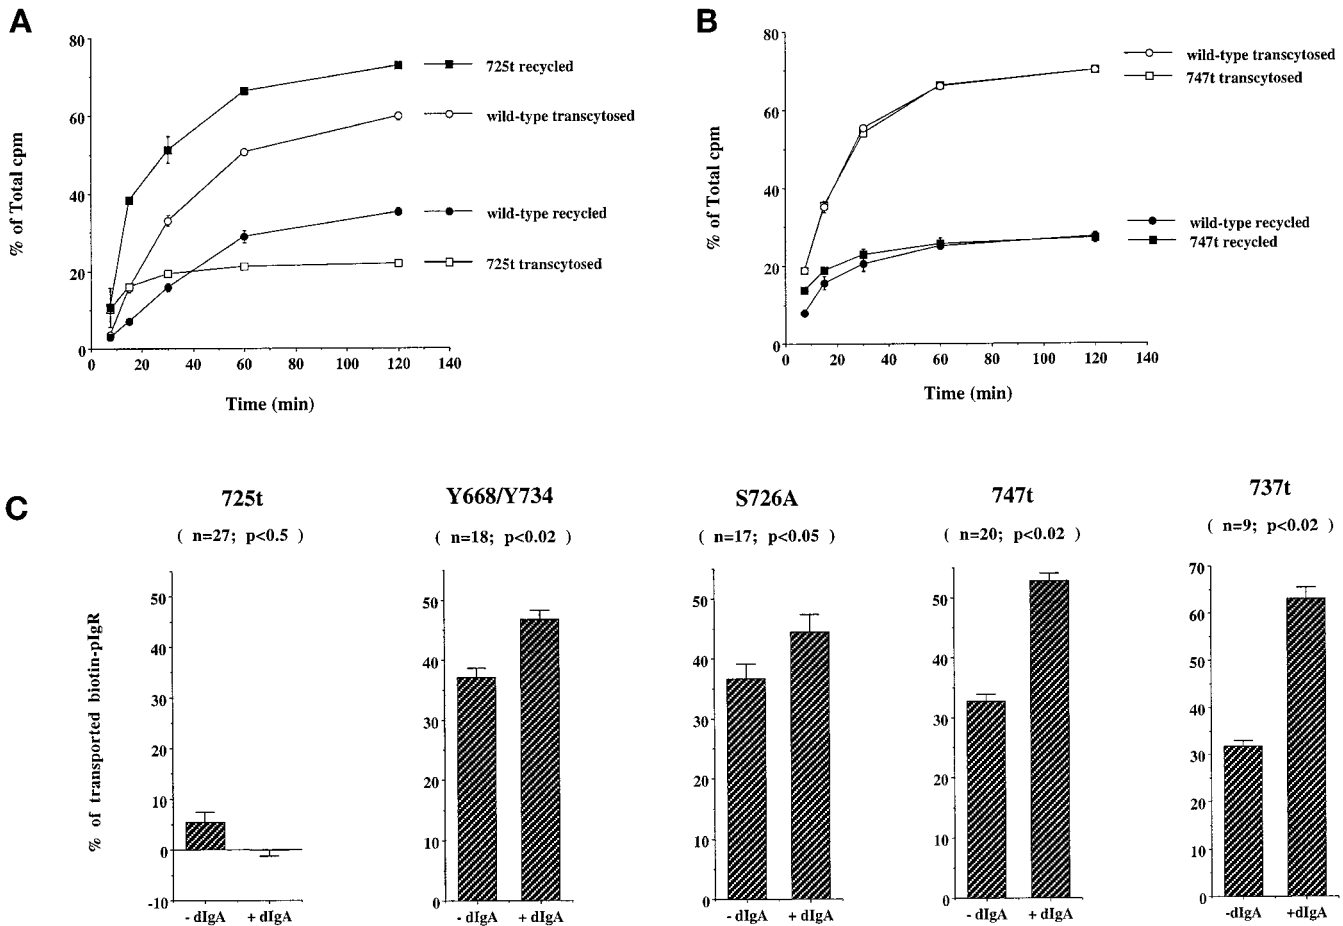 A
80
60
40
20
0
% of Total cpm
0 20 40 60 80 100 120 140
Time (min)
725t recycled
wild-type transcytosed
wild-type recycled
725t transcytosed
B
80
60
40
20
0
% of Total cpm
0 20 40 60 80 100 120 140
Time (min)
wild-type transcytosed
747t transcytosed
wild-type recycled
747t recycled
C
% of transported biotin-pIgR
725t
( n=27; p<0.5 )
50
40
30
20
10
0
-10
- dIgA + dIgA
Y668/Y734
( n=18; p<0.02 )
50
40
30
20
10
0
- dIgA + dIgA
S726A
( n=17; p<0.05 )
50
40
30
20
10
0
- dIgA + dIgA
747t
( n=20; p<0.02 )
50
40
30
20
10
0
- dIgA + dIgA
737t
( n=9; p<0.02 )
70
60
50
40
30
20
10
0
-dIgA +dIgA